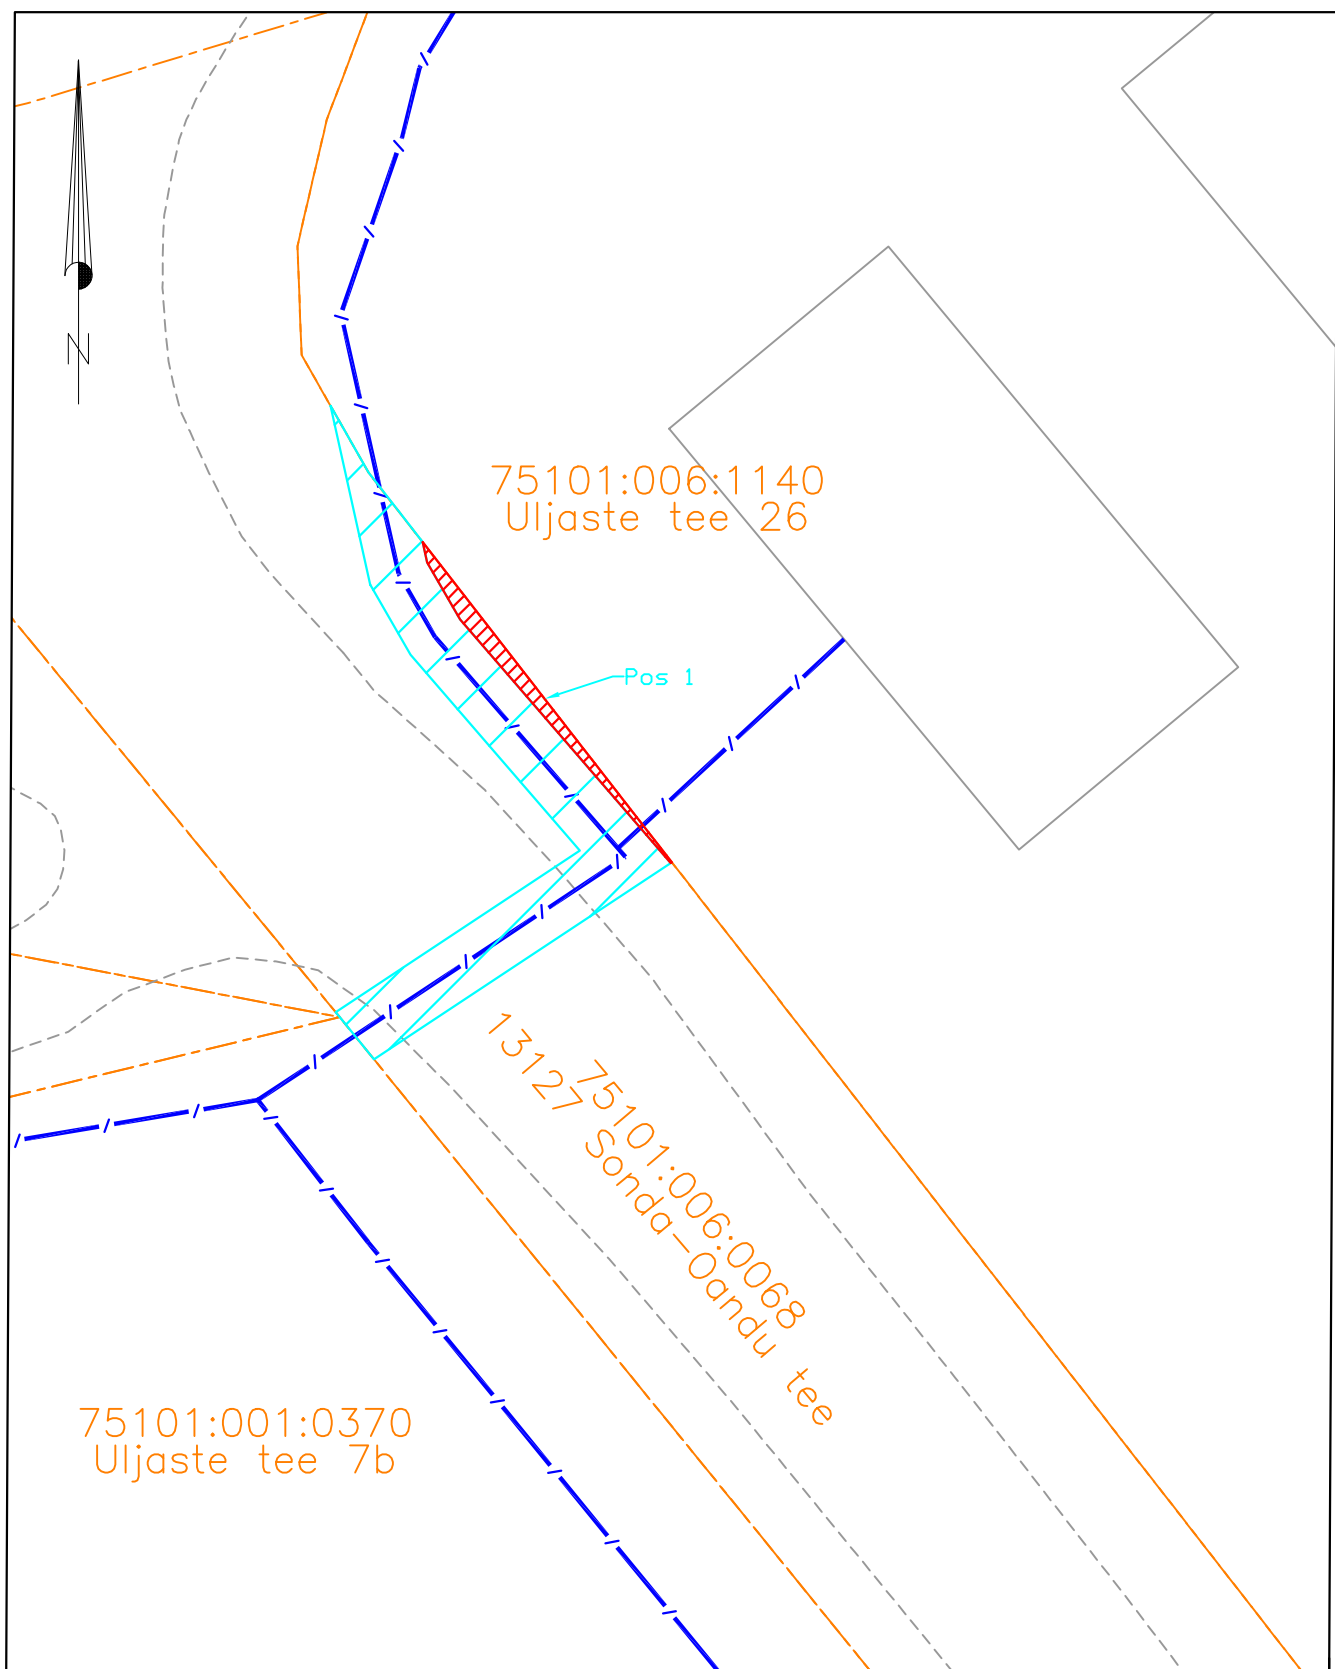 N
75101:006:1140
Uljaste tee 26
Pos 1
75101:006:0068
13127 Sonda-Oandu tee
75101:001:0370
Uljaste tee 7b